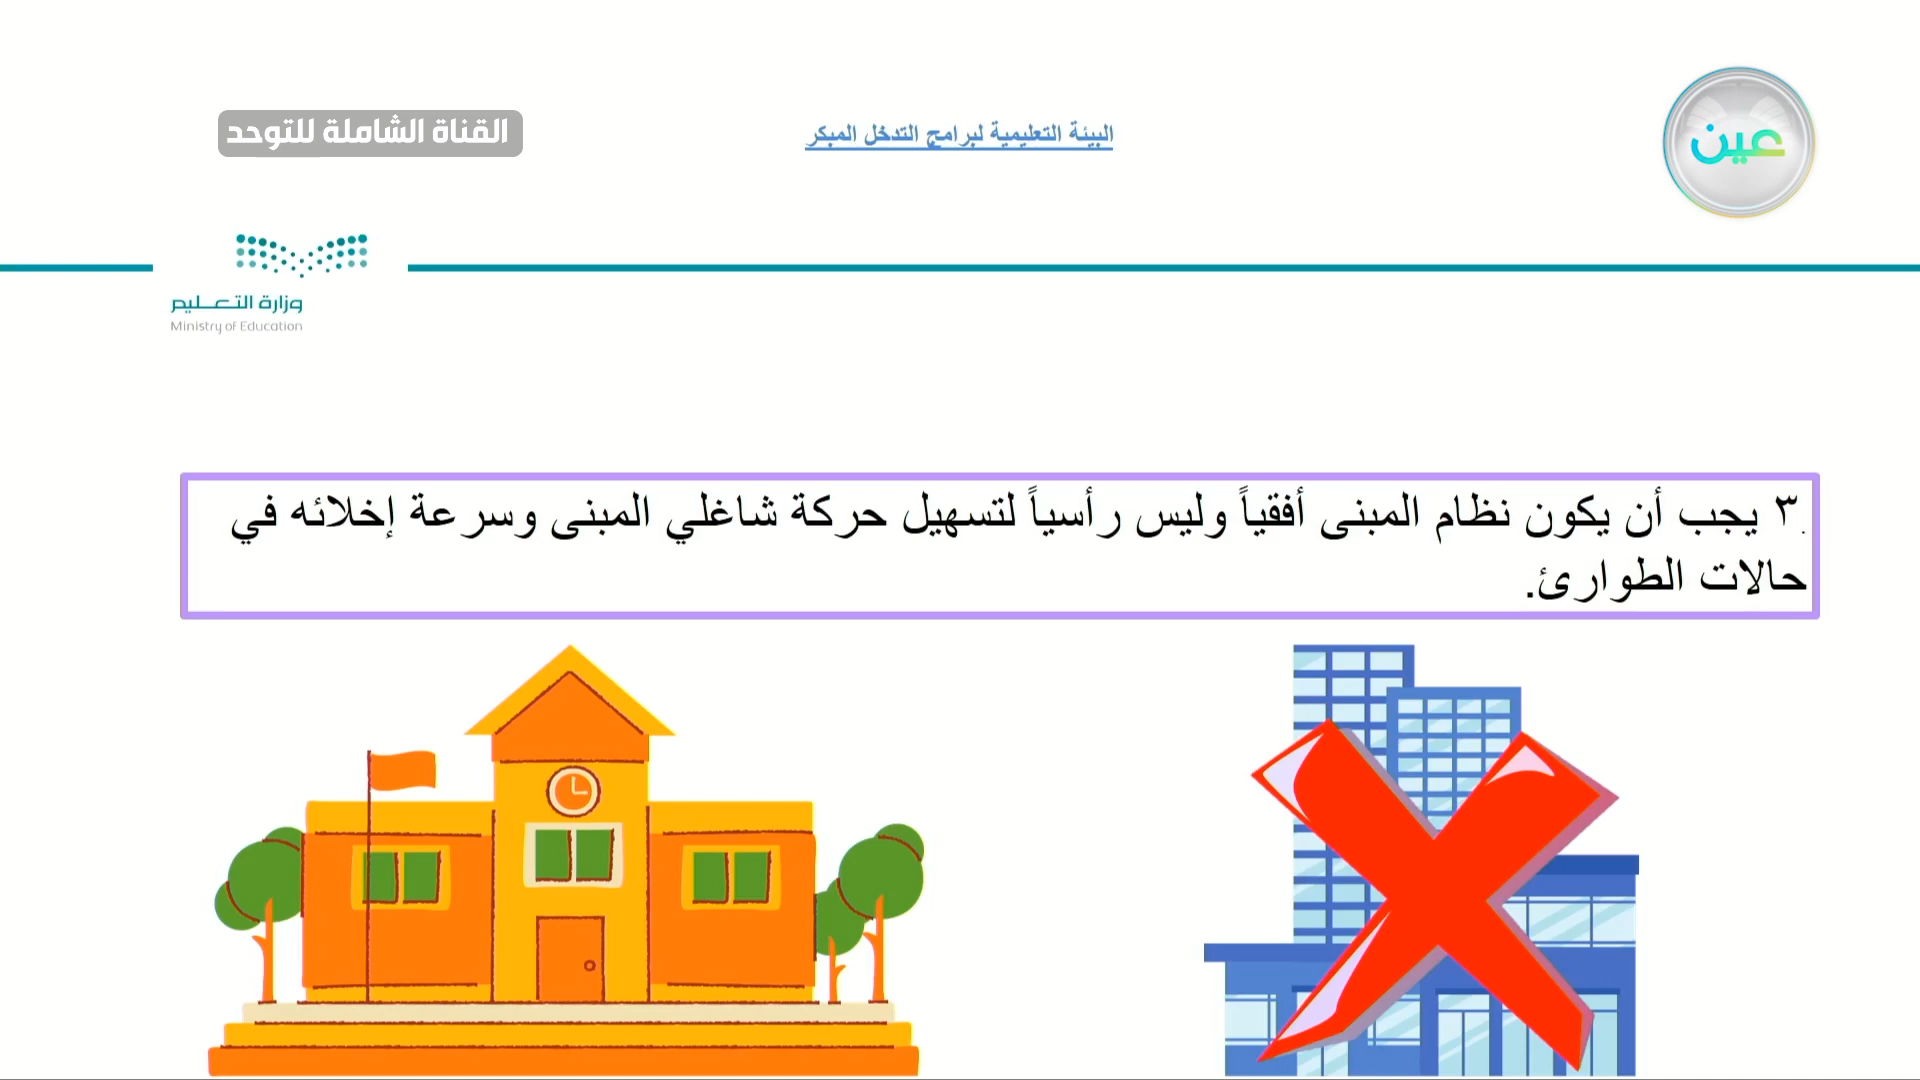 عين
البيئة التعليمية لبرامج التدخل المبكر
القناة الشاملة للتوحد
وزارة التعليم
Ministry of Education
٣. يجب أن يكون نظام المبنى أفقياً وليس رأسياً لتسهيل حركة شاغلي المبنى وسرعة إخلائه في
حالات الطوارئ.